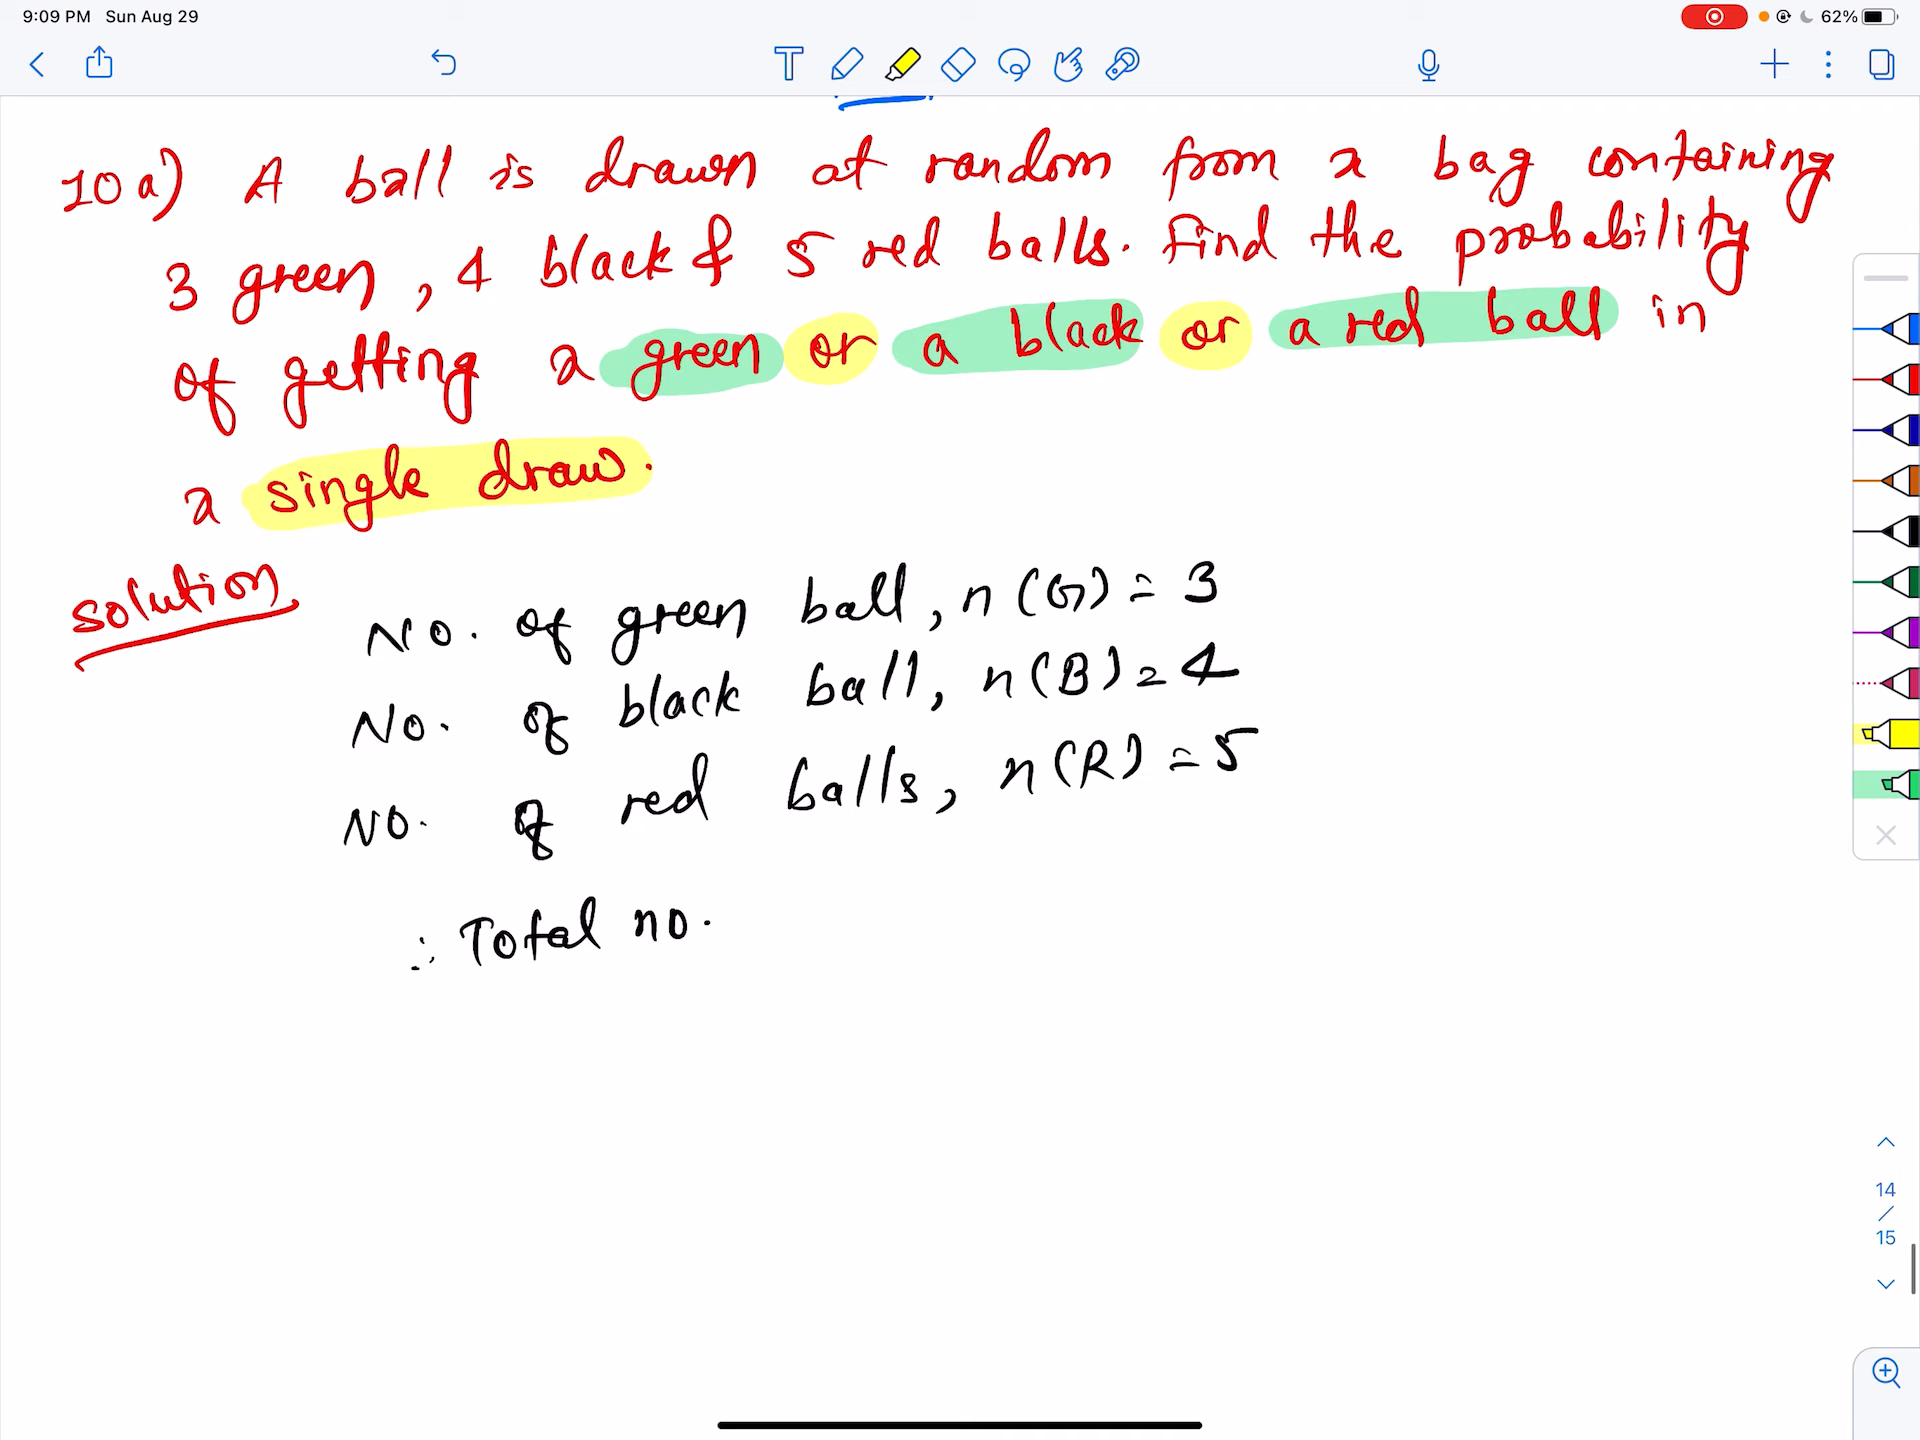 9:09 PM Sun Aug 29
62%
10a) A ball is drawn at random from a bag containing
3 green, 4 black & 5 red balls. Find the probability
of getting a green or a black or a red ball in
a single draw.
solution
No. of green ball, n(G) = 3
No. of black ball, n(B) = 4
No. of red balls, n(R) = 5
∴ Total no.
14
/
15